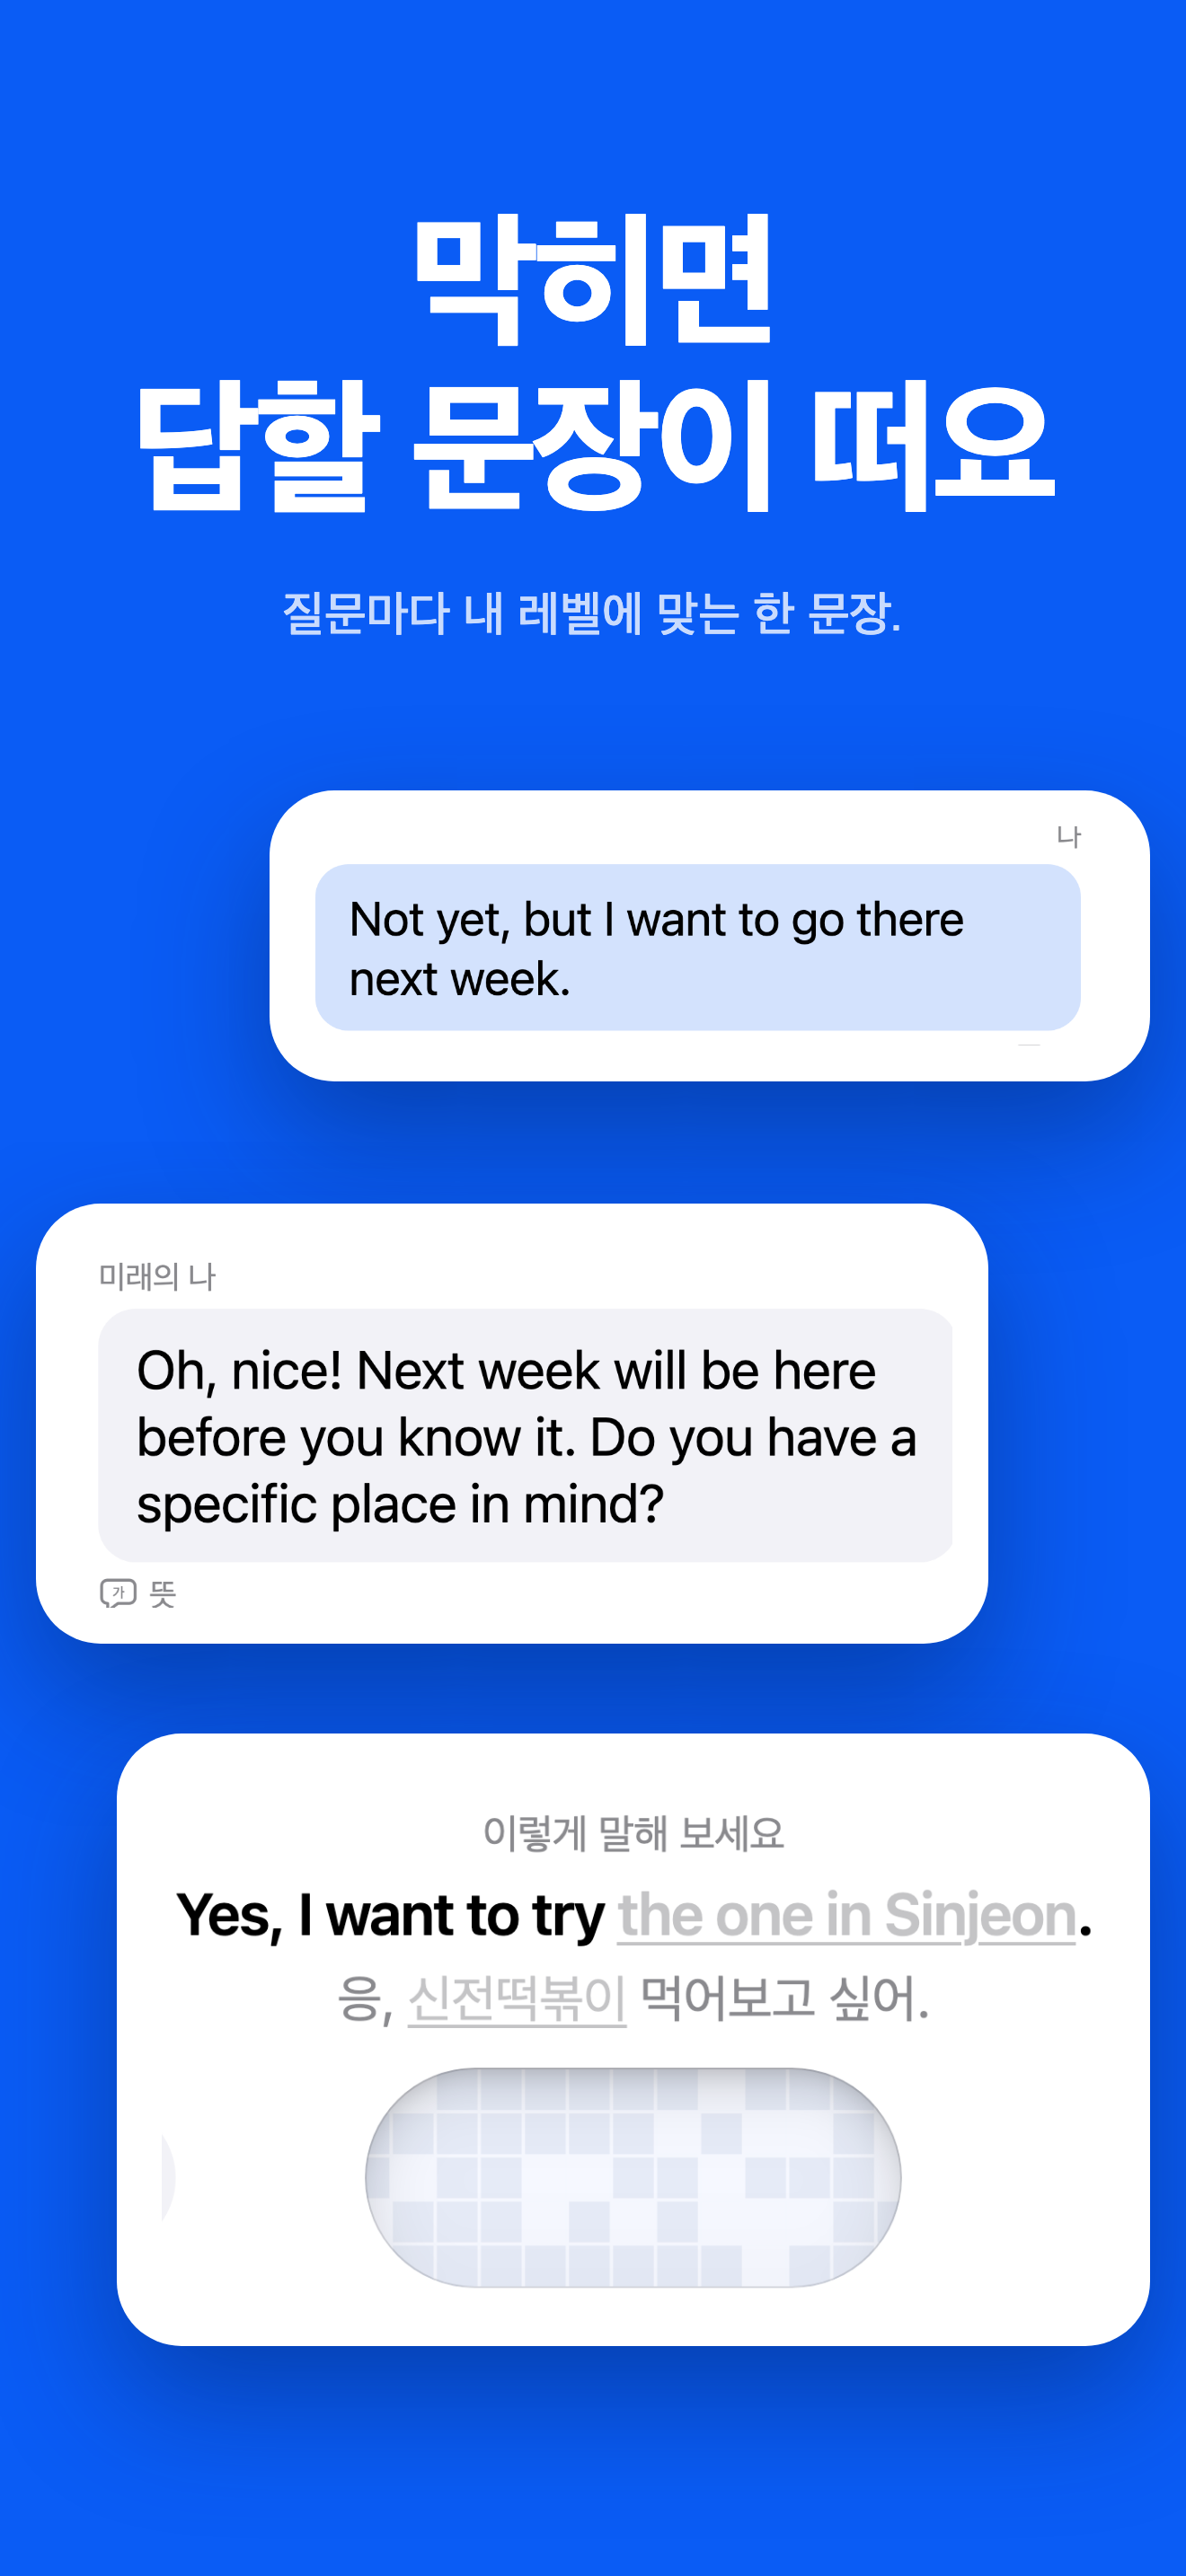 막히면
답할 문장이 떠요
질문마다 내 레벨에 맞는 한 문장.
나
Not yet, but I want to go there
next week.
미래의 나
Oh, nice! Next week will be here
before you know it. Do you have a
specific place in mind?
가 뜻
이렇게 말해 보세요
Yes, I want to try the one in Sinjeon.
응, 신전떡볶이 먹어보고 싶어.